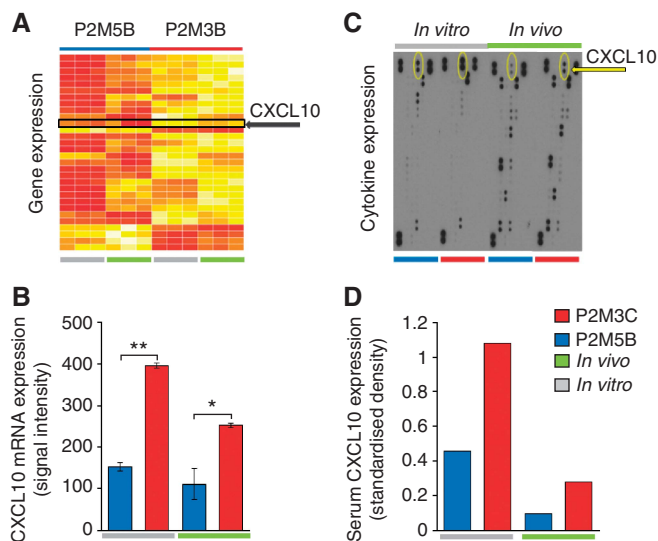 A
P2M5B P2M3B
Gene expression
CXCL10
B
CXCL10 mRNA expression
(signal intensity)
500
400
300
200
100
0
**
*
C
In vitro In vivo
CXCL10
Cytokine expression
D
Serum CXCL10 expression
(standardised density)
1.2
1
0.8
0.6
0.4
0.2
0
P2M3C
P2M5B
In vivo
In vitro